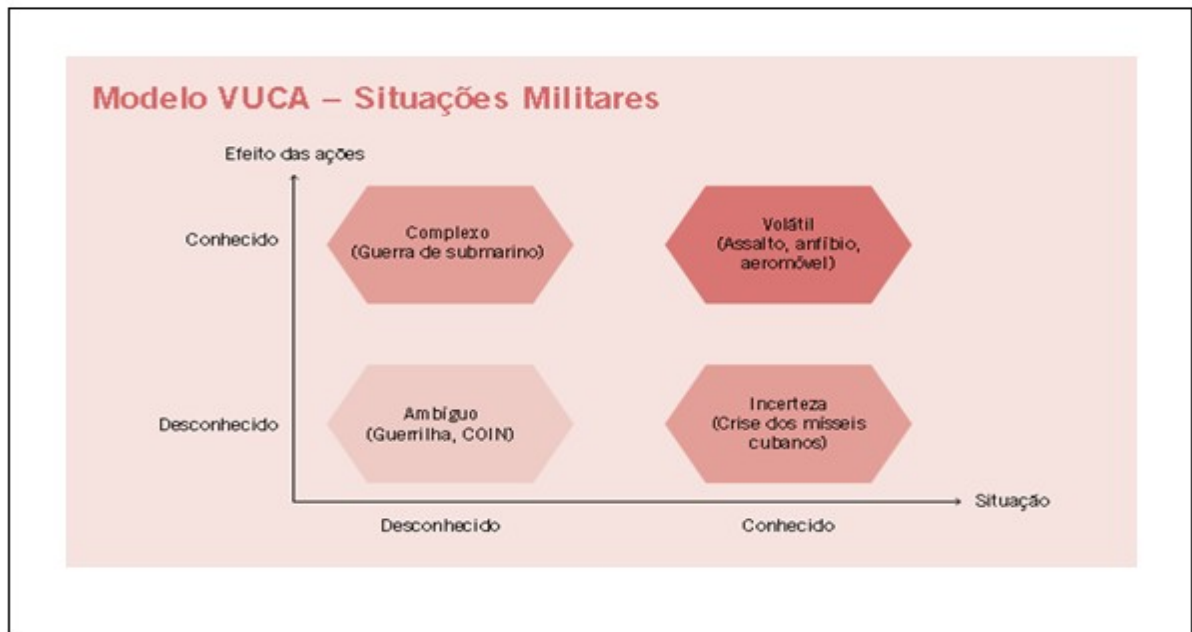 Modelo VUCA – Situações Militares
Efeito das ações
Conhecido
Complexo
(Guerra de submarino)
Volátil
(Assalto, anfíbio,
aeromóvel)
Desconhecido
Ambíguo
(Guerrilha, COIN)
Incerteza
(Crise dos mísseis
cubanos)
Situação
Desconhecido
Conhecido